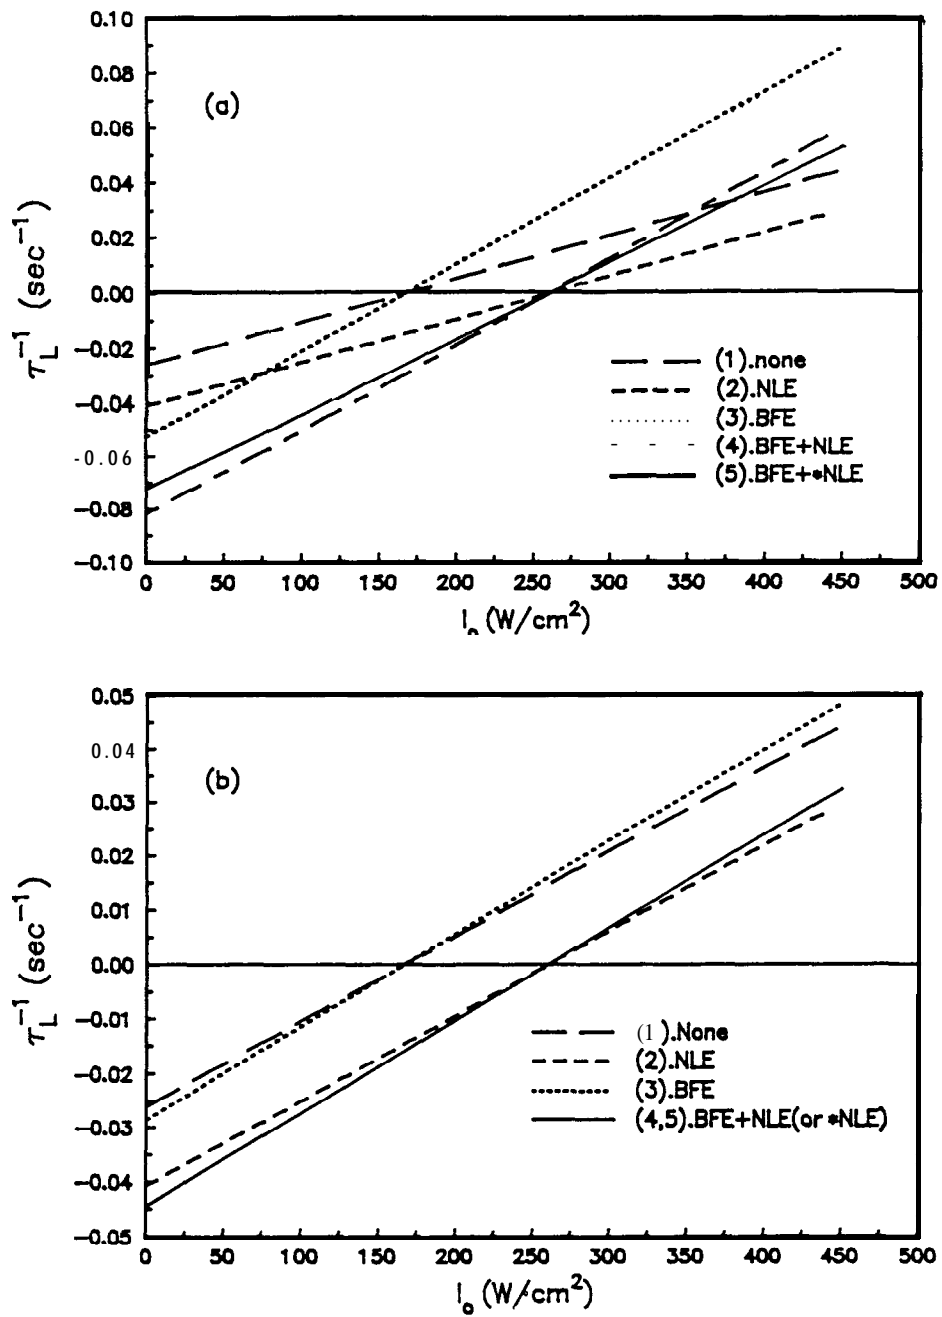 0.10
0.08
0.06
0.04
0.02
0.00
−0.02
−0.04
-0.06
−0.08
−0.10
τL−1 (sec−1)
(a)
(1).none
(2).NLE
(3).BFE
(4).BFE+NLE
(5).BFE+*NLE
0 50 100 150 200 250 300 350 400 450 500
Io (W/cm2)
0.05
0.04
0.03
0.02
0.01
0.00
−0.01
−0.02
−0.03
−0.04
−0.05
τL−1 (sec−1)
(b)
(1).None
(2).NLE
(3).BFE
(4,5).BFE+NLE(or *NLE)
0 50 100 150 200 250 300 350 400 450 500
Io (W/cm2)